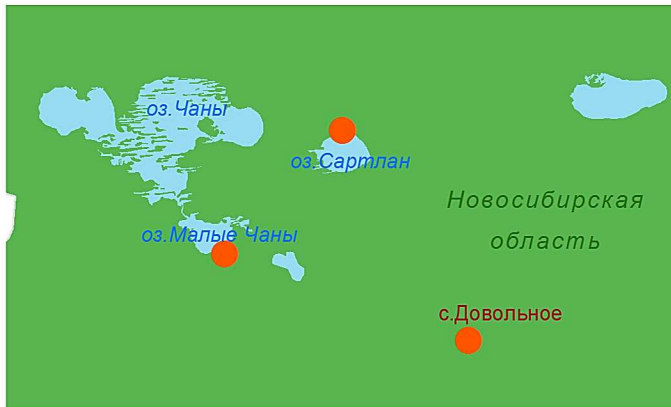 оз.Чаны
оз.Сартлан
Новосибирская
область
оз.Малые Чаны
с.Довольное